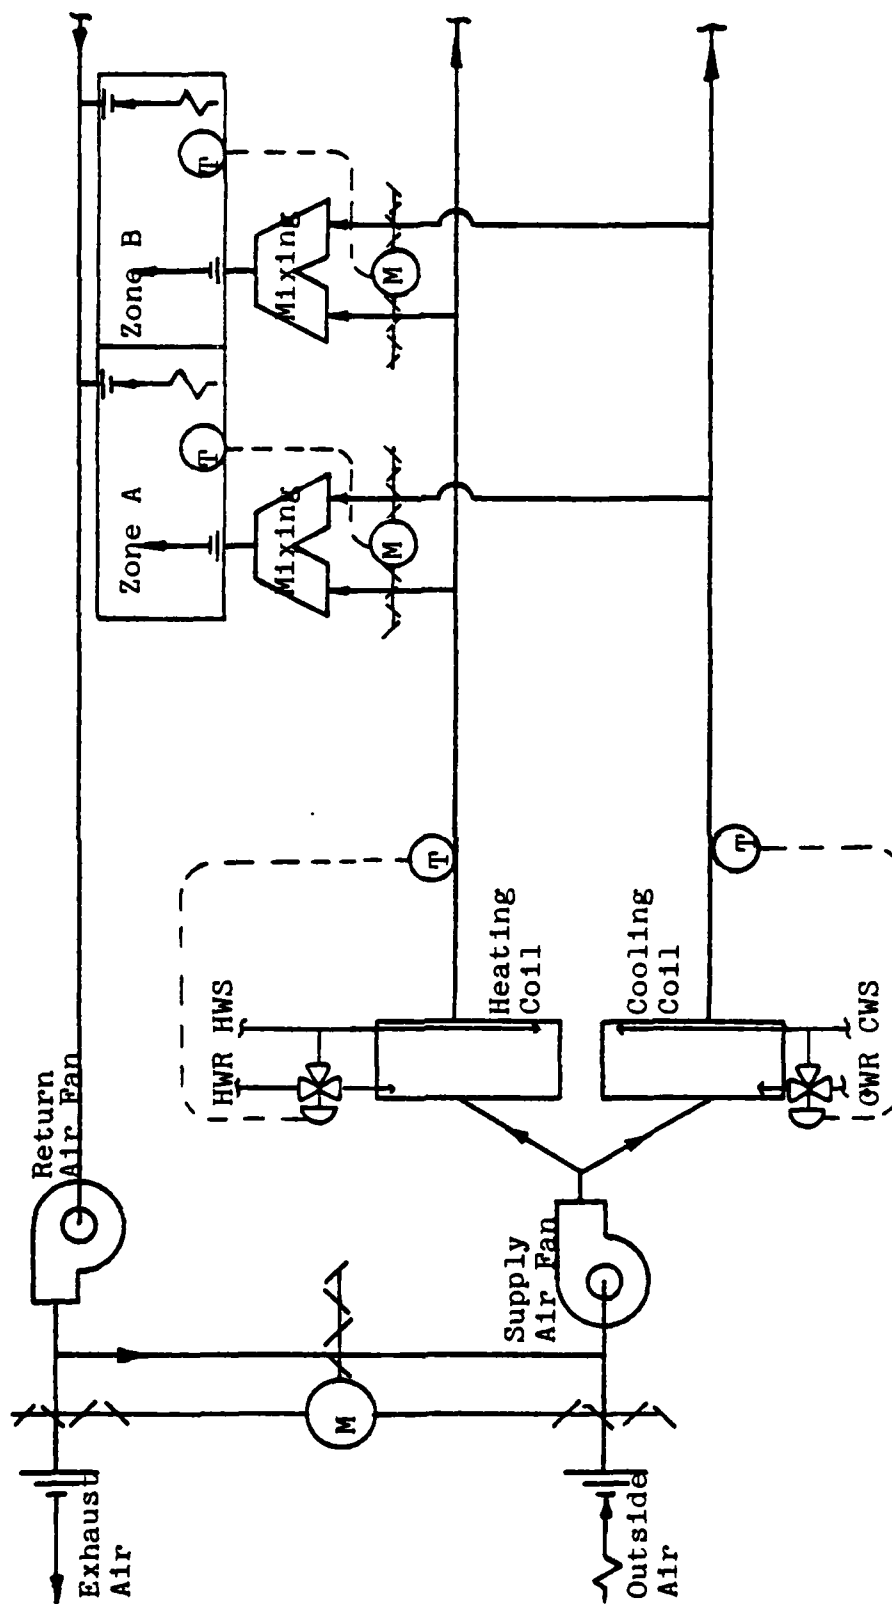 Return
Air Fan
Exhaust
Air
Zone A
Zone B
T
T
HWR HWS
Mixing
Mixing
M
M
M
T
Heating
Coil
Supply
Air Fan
Cooling
Coil
Outside
Air
T
CWR CWS